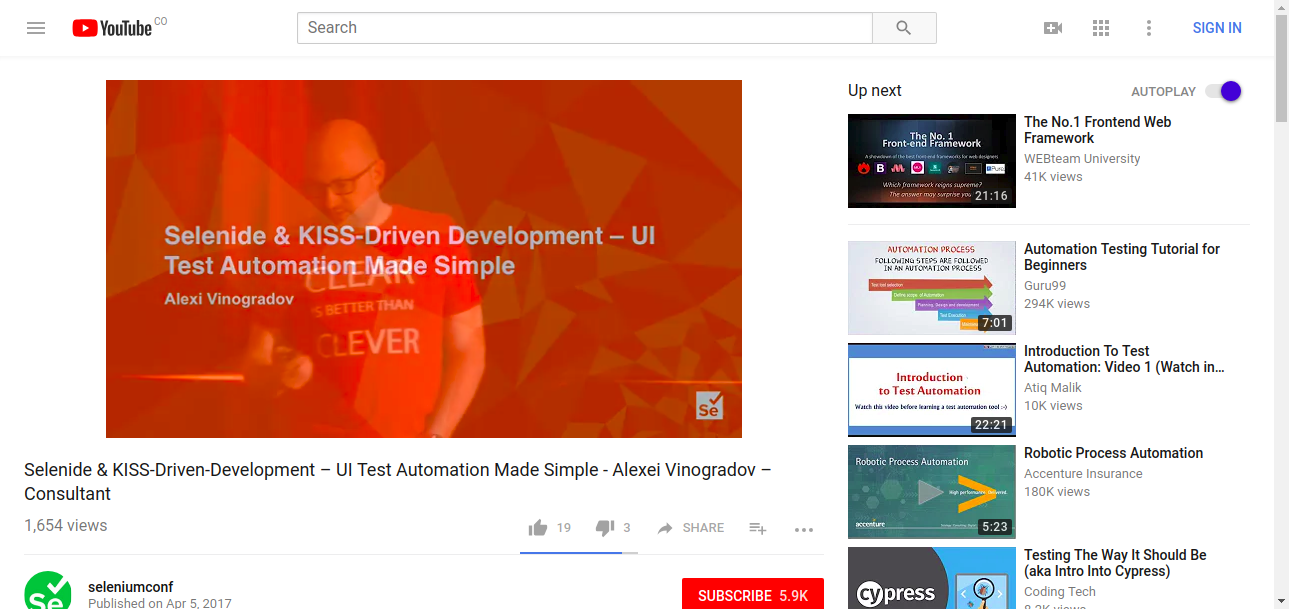 YouTube CO
Search
SIGN IN
Selenide & KISS-Driven Development – UI
Test Automation Made Simple
Alexi Vinogradov
CLEAR
IS BETTER THAN
CLEVER
Se
Selenide & KISS-Driven-Development – UI Test Automation Made Simple - Alexei Vinogradov –
Consultant
1,654 views
19
3
SHARE
Se
seleniumconf
Published on Apr 5, 2017
SUBSCRIBE 5.9K
Up next
AUTOPLAY
The No. 1
Front-end Framework
A showdown of the best front-end frameworks for web designers
Which framework reigns supreme?
The answer may surprise you
21:16
The No.1 Frontend Web
Framework
WEBteam University
41K views
AUTOMATION PROCESS
FOLLOWING STEPS ARE FOLLOWED
IN AN AUTOMATION PROCESS
Test tool selection
Define scope of Automation
Planning, Design and development
Test Execution
7:01
Automation Testing Tutorial for
Beginners
Guru99
294K views
Introduction
to Test Automation
Watch this video before learning a test automation tool :-)
22:21
Introduction To Test
Automation: Video 1 (Watch in...
Atiq Malik
10K views
Robotic Process Automation
High performance. Delivered.
accenture
5:23
Robotic Process Automation
Accenture Insurance
180K views
cypress
Testing The Way It Should Be
(aka Intro Into Cypress)
Coding Tech
8.2K views